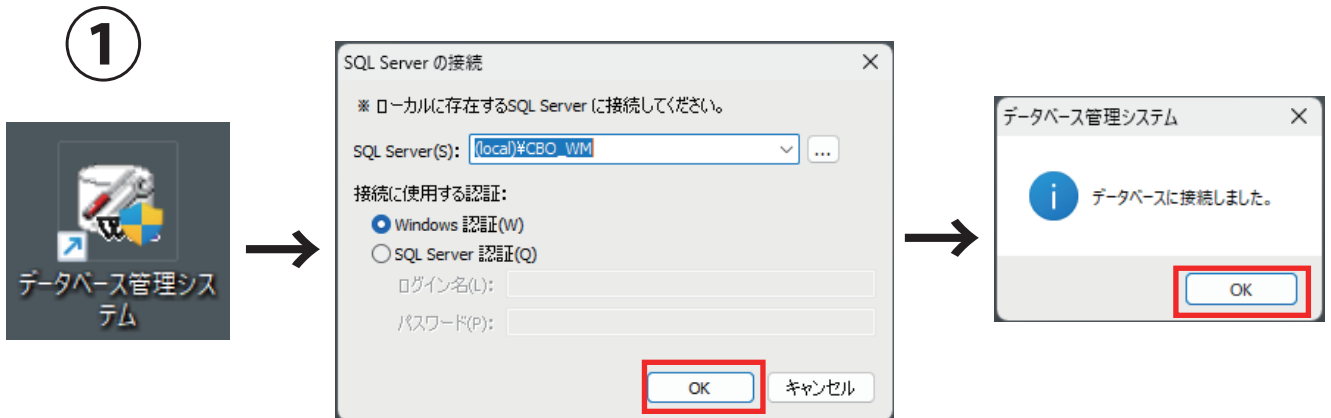 ①
データベース管理シス
テム
SQL Server の接続
※ ローカルに存在するSQL Server に接続してください。
SQL Server(S): (local)¥CBO_WM
...
接続に使用する認証:
Windows 認証(W)
SQL Server 認証(Q)
ログイン名(L):
パスワード(P):
OK キャンセル
データベース管理システム
データベースに接続しました。
OK